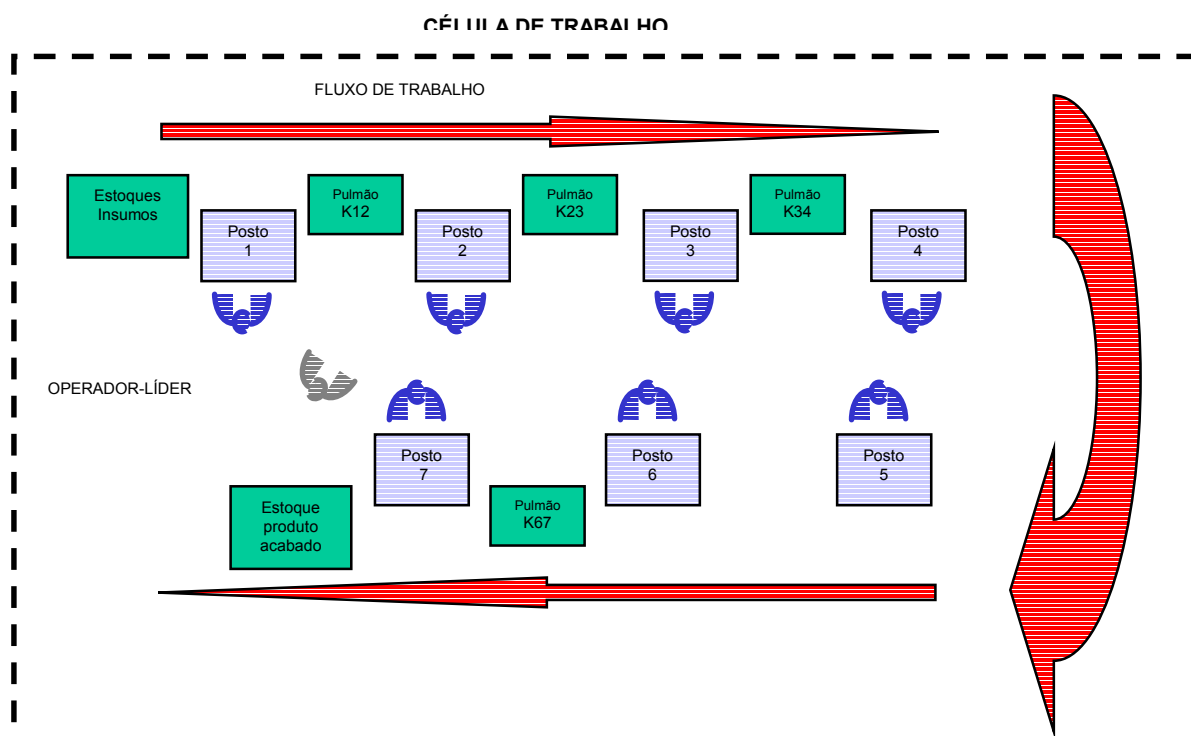 CÉLULA DE TRABALHO
FLUXO DE TRABALHO
Estoques
Insumos
Posto
1
Pulmão
K12
Posto
2
Pulmão
K23
Posto
3
Pulmão
K34
Posto
4
OPERADOR-LÍDER
Posto
7
Posto
6
Posto
5
Estoque
produto
acabado
Pulmão
K67